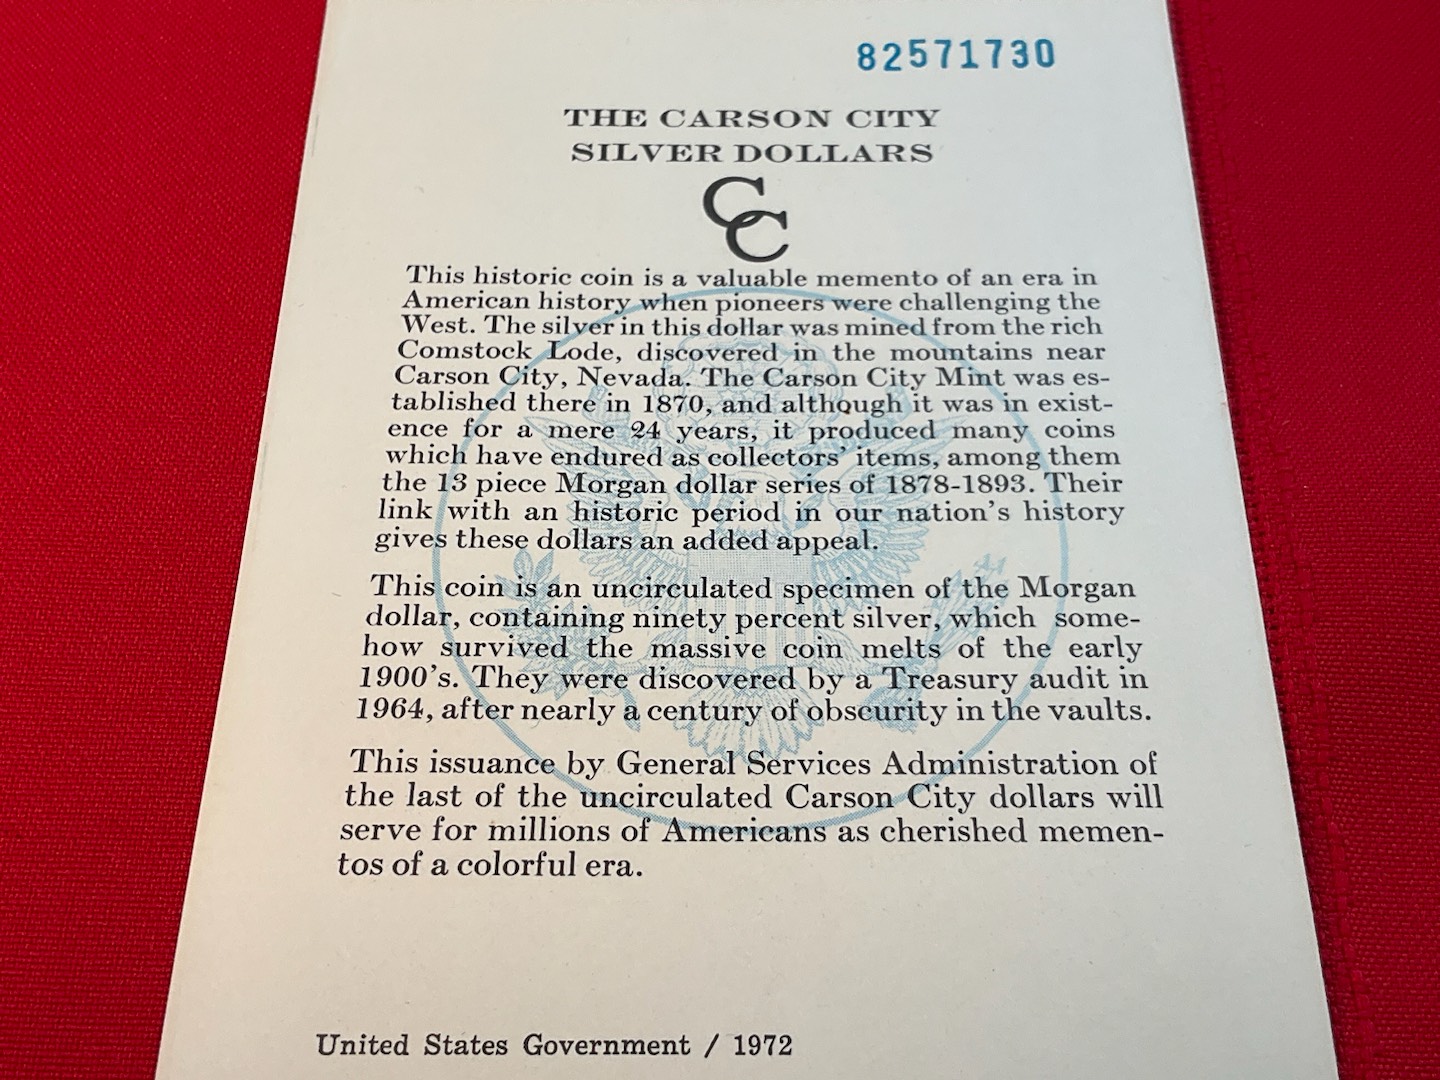 82571730
THE CARSON CITY
SILVER DOLLARS
CC
This historic coin is a valuable memento of an era in
American history when pioneers were challenging the
West. The silver in this dollar was mined from the rich
Comstock Lode, discovered in the mountains near
Carson City, Nevada. The Carson City Mint was es-
tablished there in 1870, and although it was in exist-
ence for a mere 24 years, it produced many coins
which have endured as collectors' items, among them
the 13 piece Morgan dollar series of 1878-1893. Their
link with an historic period in our nation's history
gives these dollars an added appeal.
This coin is an uncirculated specimen of the Morgan
dollar, containing ninety percent silver, which some-
how survived the massive coin melts of the early
1900's. They were discovered by a Treasury audit in
1964, after nearly a century of obscurity in the vaults.
This issuance by General Services Administration of
the last of the uncirculated Carson City dollars will
serve for millions of Americans as cherished memen-
tos of a colorful era.
United States Government / 1972